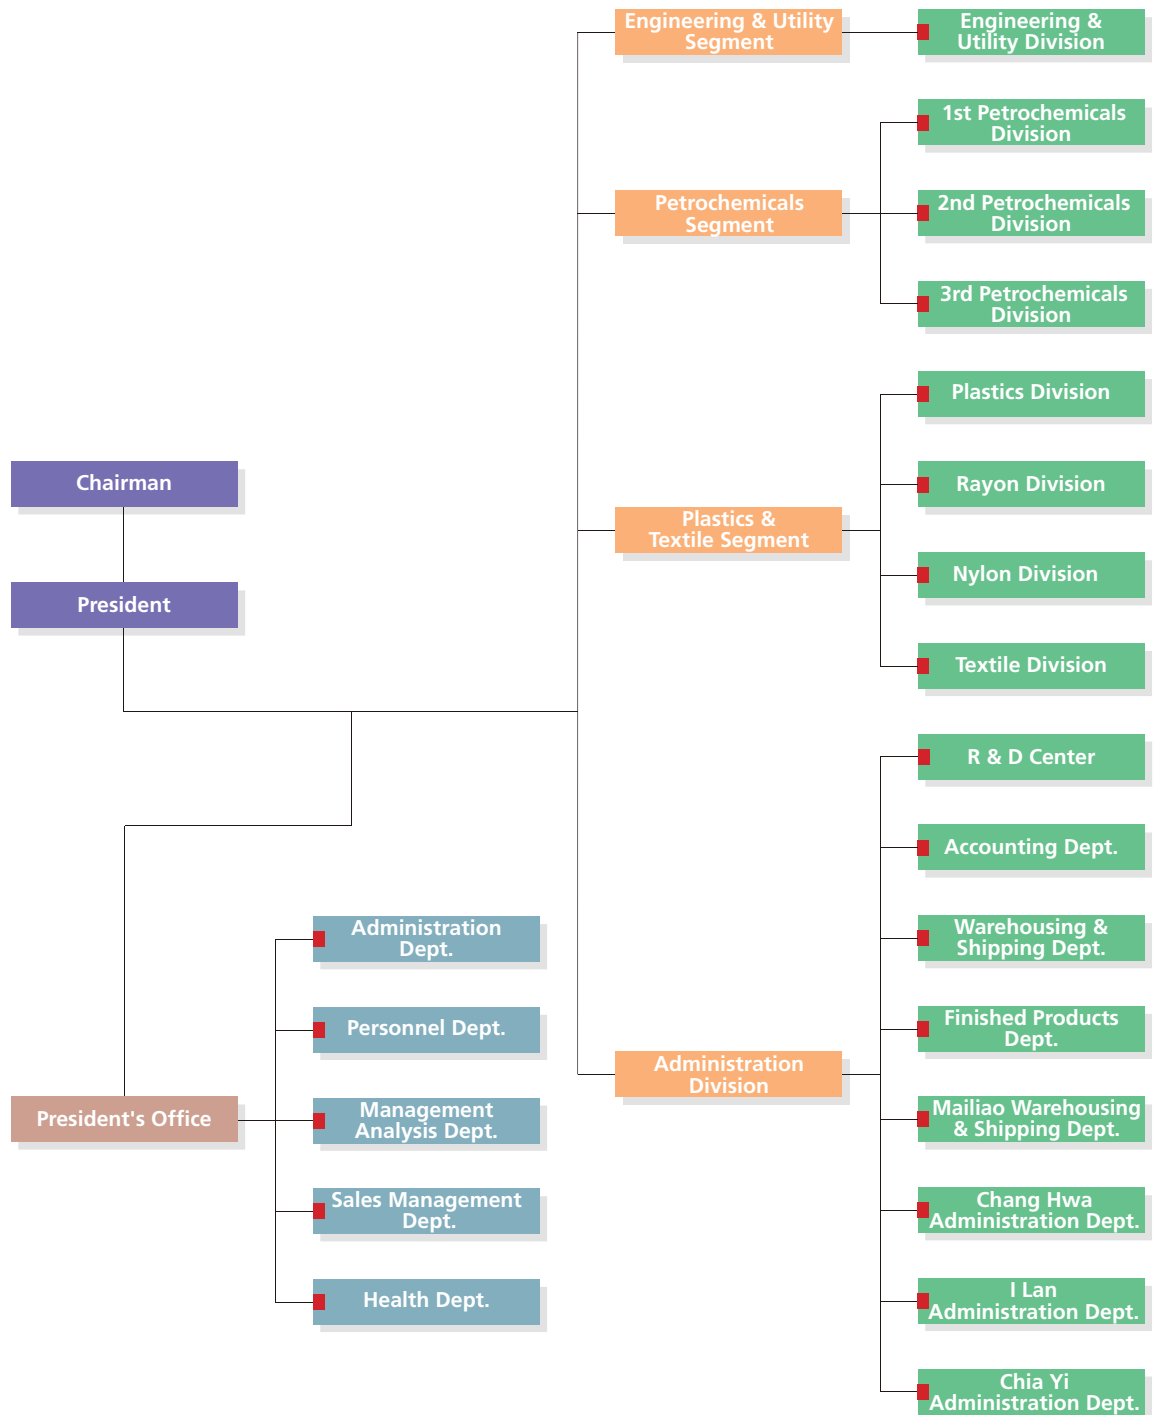 Chairman
President
President's Office
Administration
Dept.
Personnel Dept.
Management
Analysis Dept.
Sales Management
Dept.
Health Dept.
Engineering & Utility
Segment
Petrochemicals
Segment
Plastics &
Textile Segment
Administration
Division
Engineering &
Utility Division
1st Petrochemicals
Division
2nd Petrochemicals
Division
3rd Petrochemicals
Division
Plastics Division
Rayon Division
Nylon Division
Textile Division
R & D Center
Accounting Dept.
Warehousing &
Shipping Dept.
Finished Products
Dept.
Mailiao Warehousing
& Shipping Dept.
Chang Hwa
Administration Dept.
I Lan
Administration Dept.
Chia Yi
Administration Dept.